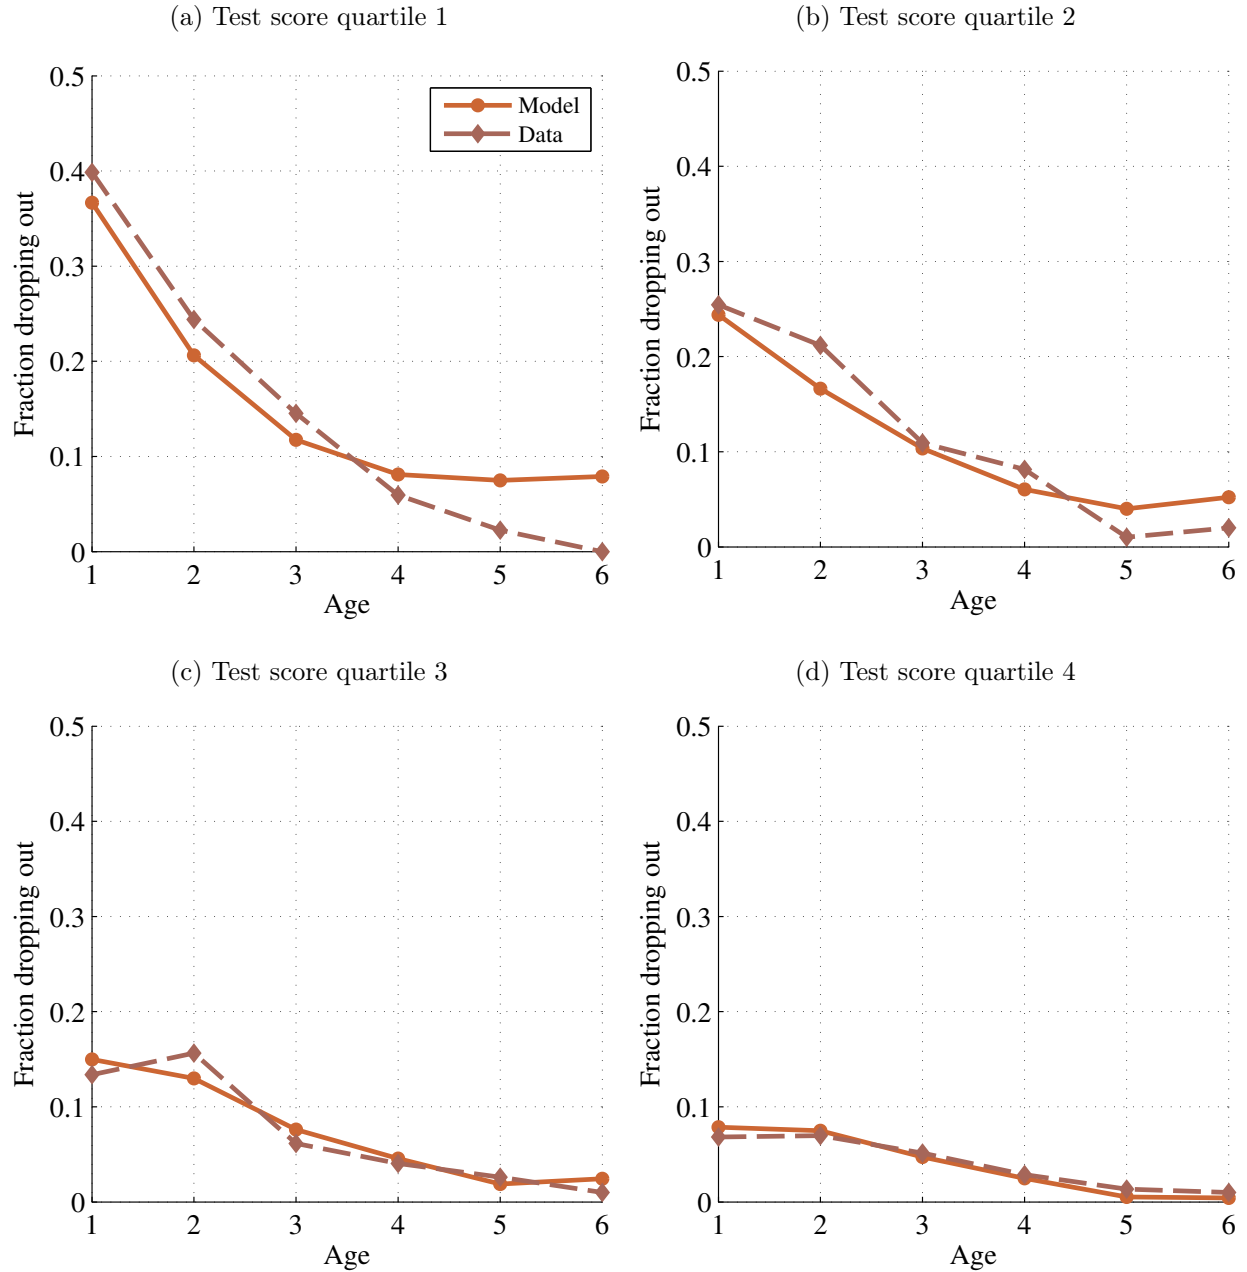 (a) Test score quartile 1
0.5
0.4
0.3
0.2
0.1
0
Fraction dropping out
Model
Data
1 2 3 4 5 6
Age
(b) Test score quartile 2
0.5
0.4
0.3
0.2
0.1
0
Fraction dropping out
1 2 3 4 5 6
Age
(c) Test score quartile 3
0.5
0.4
0.3
0.2
0.1
0
Fraction dropping out
1 2 3 4 5 6
Age
(d) Test score quartile 4
0.5
0.4
0.3
0.2
0.1
0
Fraction dropping out
1 2 3 4 5 6
Age